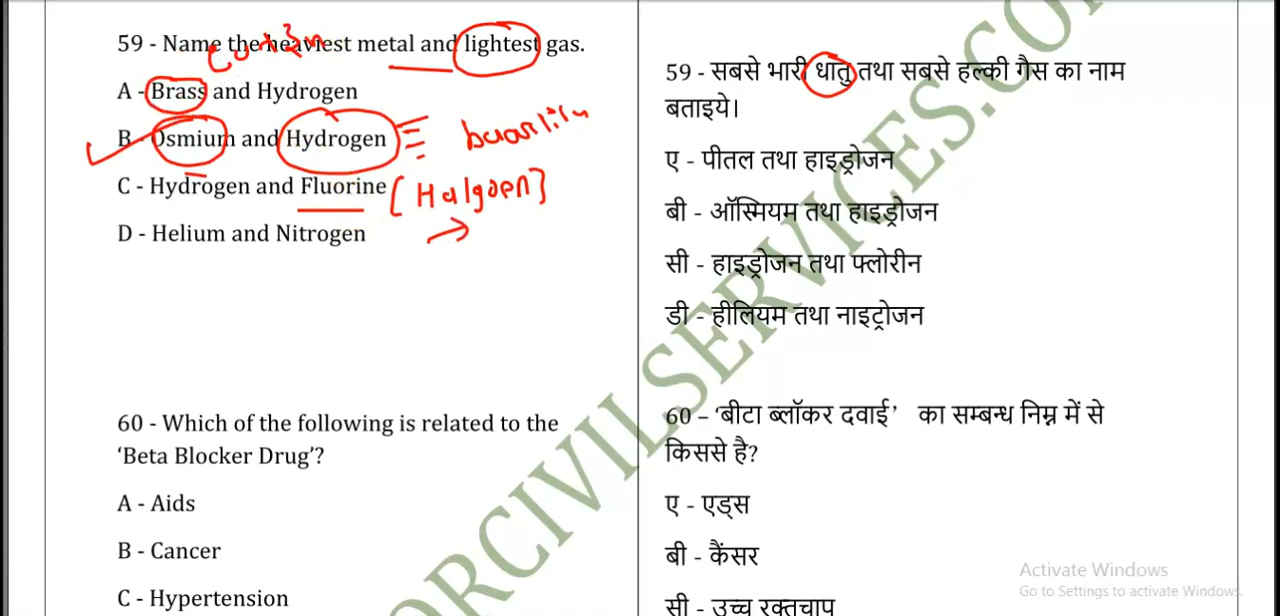 59 - Name the heaviest metal and lightest gas.
A - Brass and Hydrogen
B - Osmium and Hydrogen
C - Hydrogen and Fluorine [Halgoen]
D - Helium and Nitrogen
60 - Which of the following is related to the
‘Beta Blocker Drug’?
A - Aids
B - Cancer
C - Hypertension
59 - सबसे भारी धातु तथा सबसे हल्की गैस का नाम
बताइये।
ए - पीतल तथा हाइड्रोजन
बी - ऑस्मियम तथा हाइड्रोजन
सी - हाइड्रोजन तथा फ्लोरीन
डी - हीलियम तथा नाइट्रोजन
60 – ‘बीटा ब्लॉकर दवाई’ का सम्बन्ध निम्न में से
किससे है?
ए - एड्स
बी - कैंसर
सी - उच्च रक्तचाप
ORCIVILSERVICES.CO
Activate Windows
Go to Settings to activate Windows.